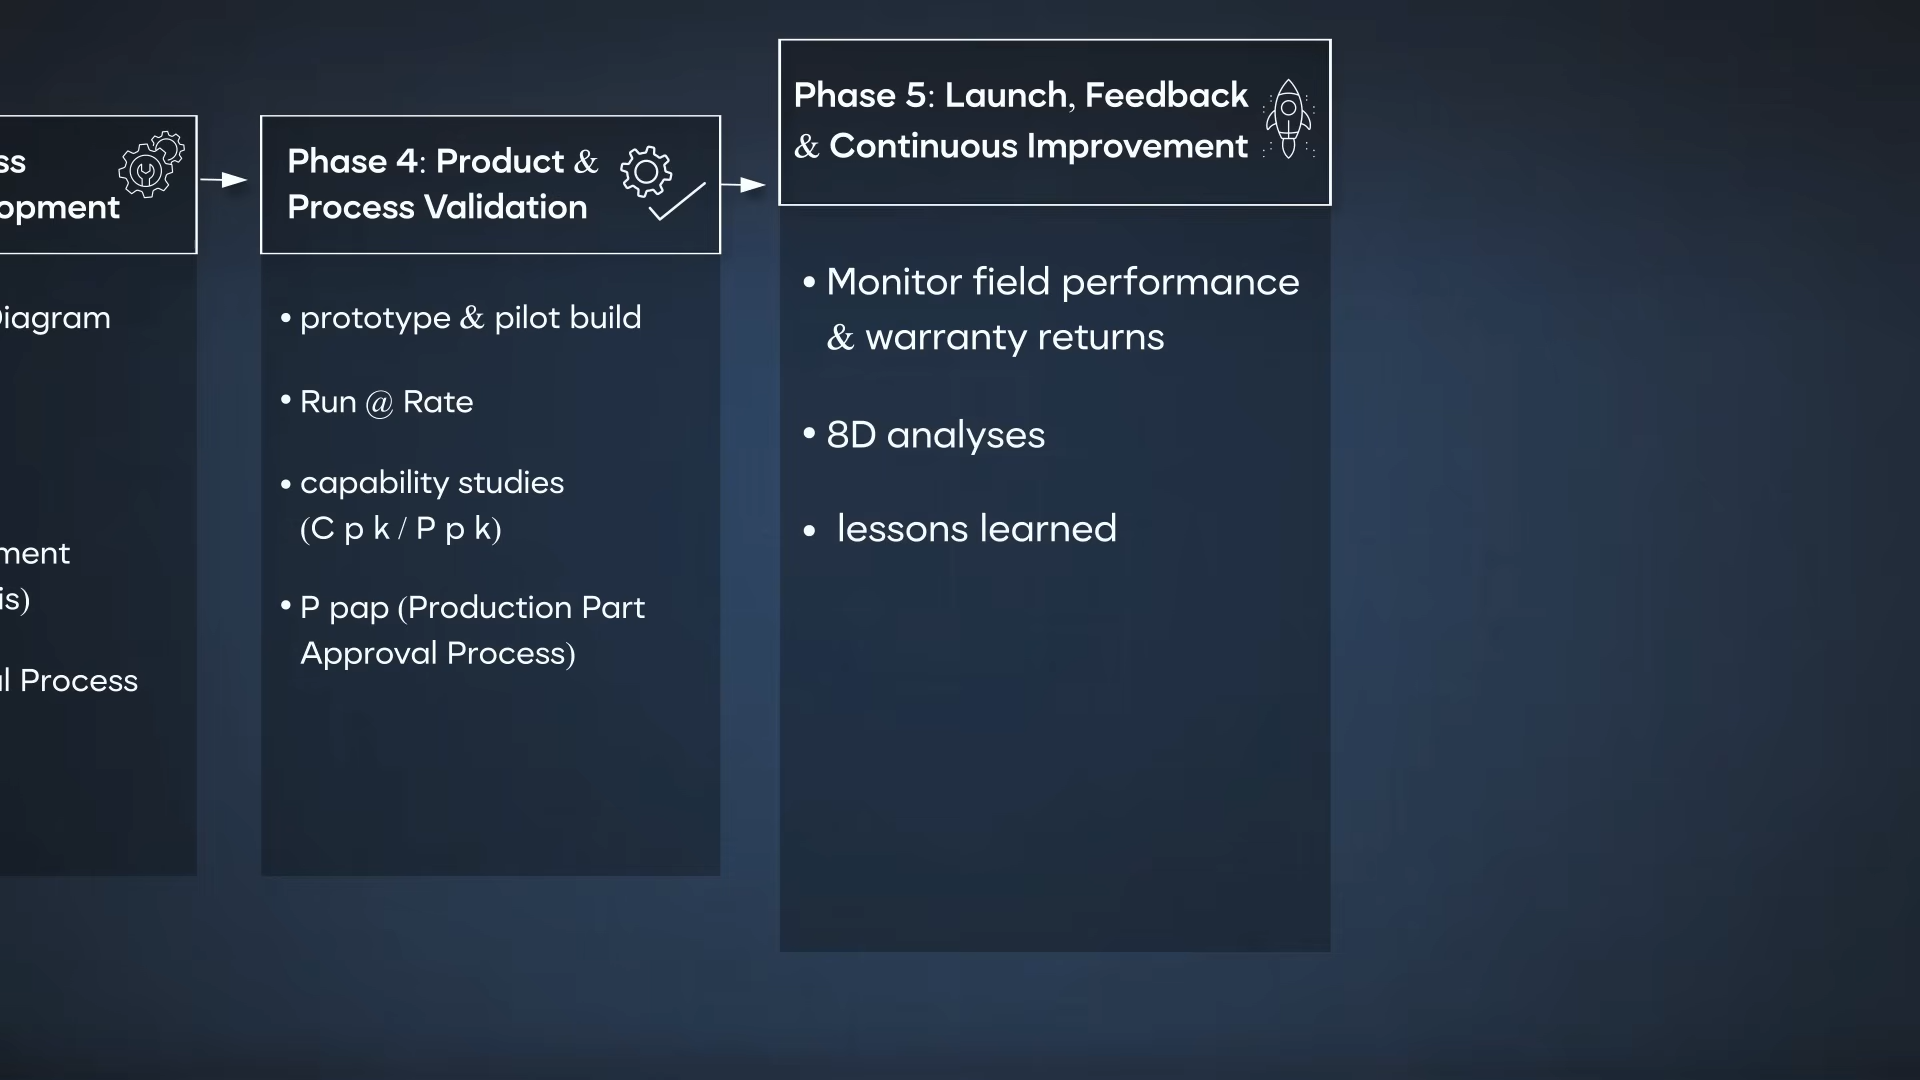 ss
opment
Diagram
ment
is)
l Process
Phase 4: Product &
Process Validation
• prototype & pilot build
• Run @ Rate
• capability studies
(C p k / P p k)
• P pap (Production Part
Approval Process)
Phase 5: Launch, Feedback
& Continuous Improvement
• Monitor field performance
& warranty returns
• 8D analyses
• lessons learned